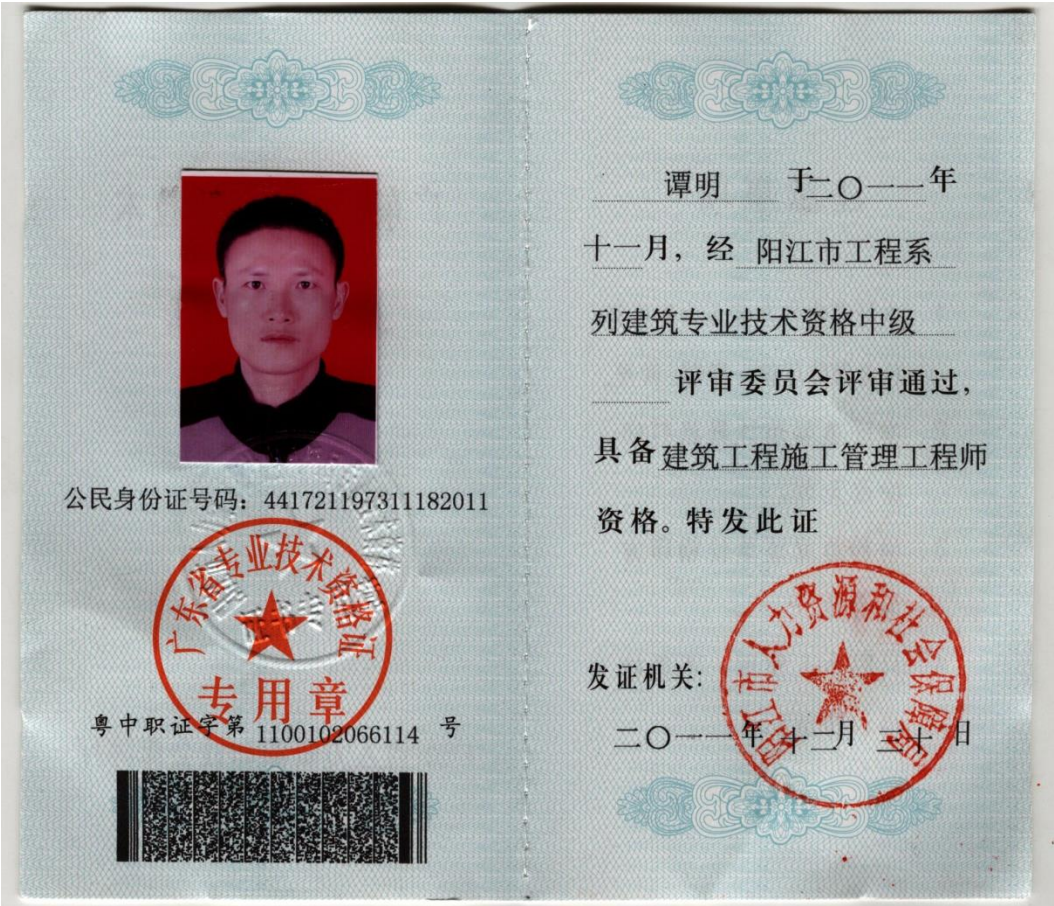 公民身份证号码：441721197311182011
广东省专业技术资格证
专用章
粤中职证字第 1100102066114 号
谭明 于二〇一一年
十一月，经 阳江市工程系
列建筑专业技术资格中级
评审委员会评审通过，
具备建筑工程施工管理工程师
资格。特发此证
阳江市人力资源和社会保障局
发证机关：
二〇一一年十二月三十日